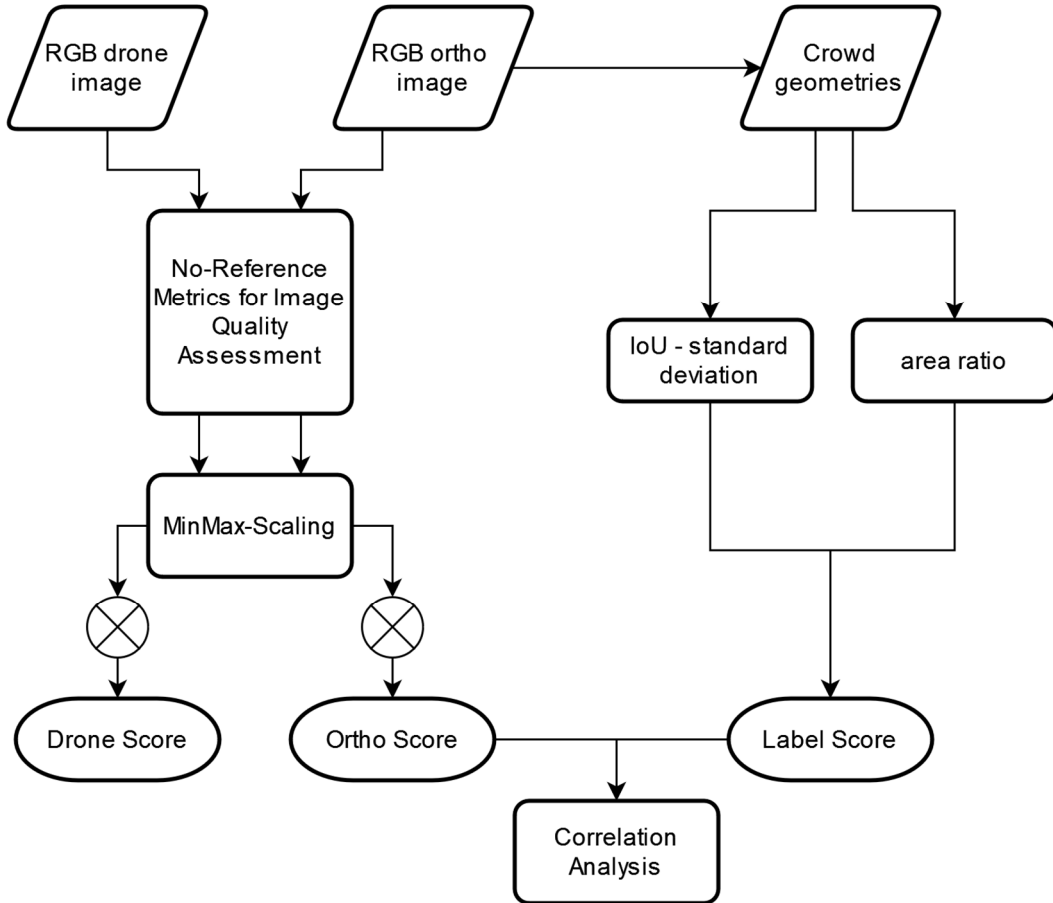 RGB drone
image
RGB ortho
image
Crowd
geometries
No-Reference
Metrics for Image
Quality
Assessment
IoU - standard
deviation
area ratio
MinMax-Scaling
Drone Score
Ortho Score
Label Score
Correlation
Analysis